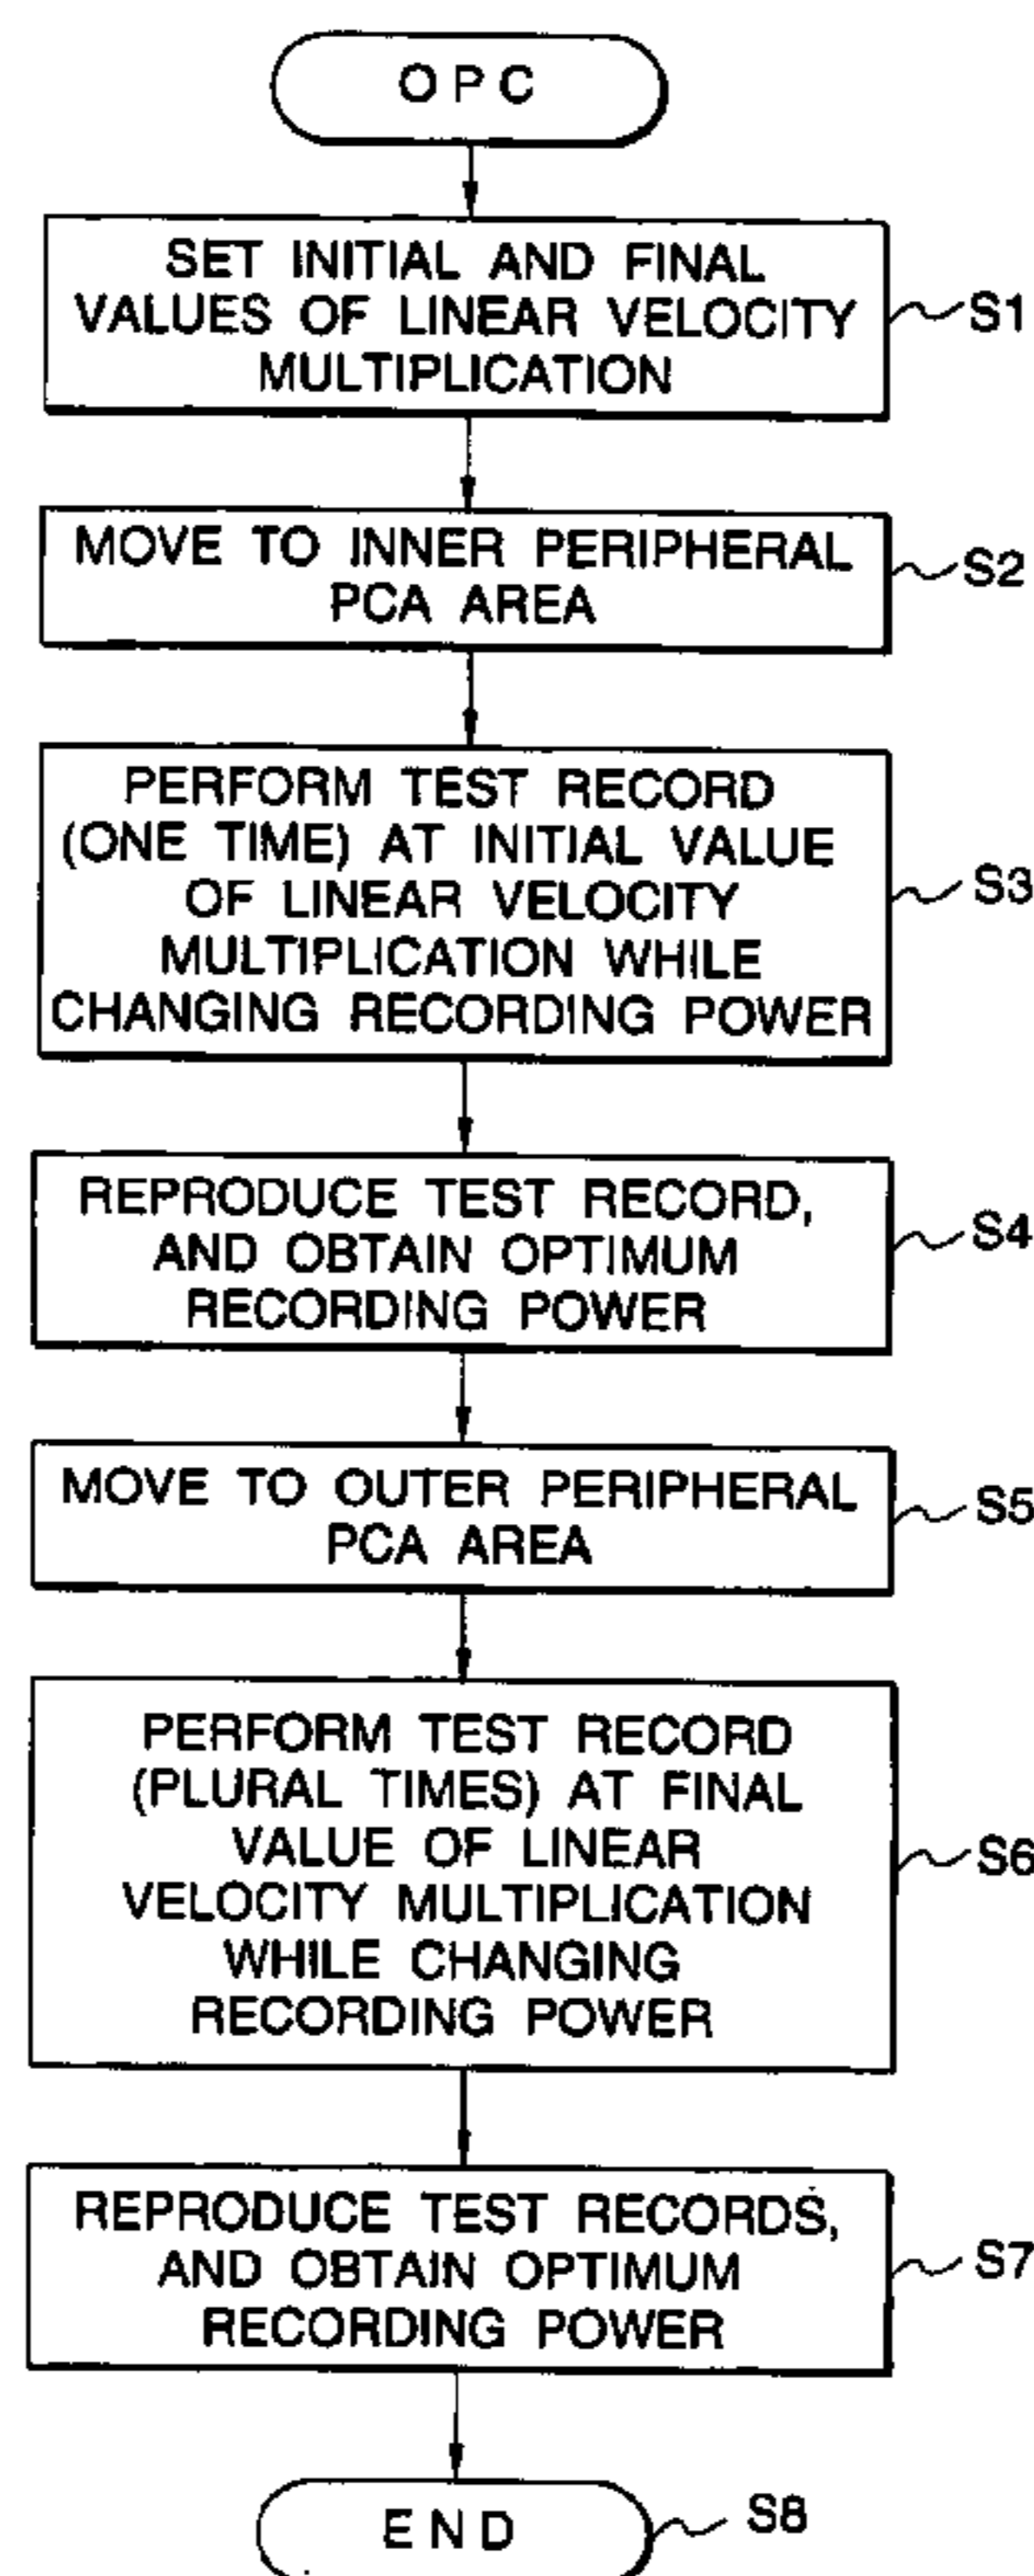 OPC
SET INITIAL AND FINAL
VALUES OF LINEAR VELOCITY
MULTIPLICATION
S1
MOVE TO INNER PERIPHERAL
PCA AREA
S2
PERFORM TEST RECORD
(ONE TIME) AT INITIAL VALUE
OF LINEAR VELOCITY
MULTIPLICATION WHILE
CHANGING RECORDING POWER
S3
REPRODUCE TEST RECORD,
AND OBTAIN OPTIMUM
RECORDING POWER
S4
MOVE TO OUTER PERIPHERAL
PCA AREA
S5
PERFORM TEST RECORD
(PLURAL TIMES) AT FINAL
VALUE OF LINEAR
VELOCITY MULTIPLICATION
WHILE CHANGING
RECORDING POWER
S6
REPRODUCE TEST RECORDS,
AND OBTAIN OPTIMUM
RECORDING POWER
S7
END
S8